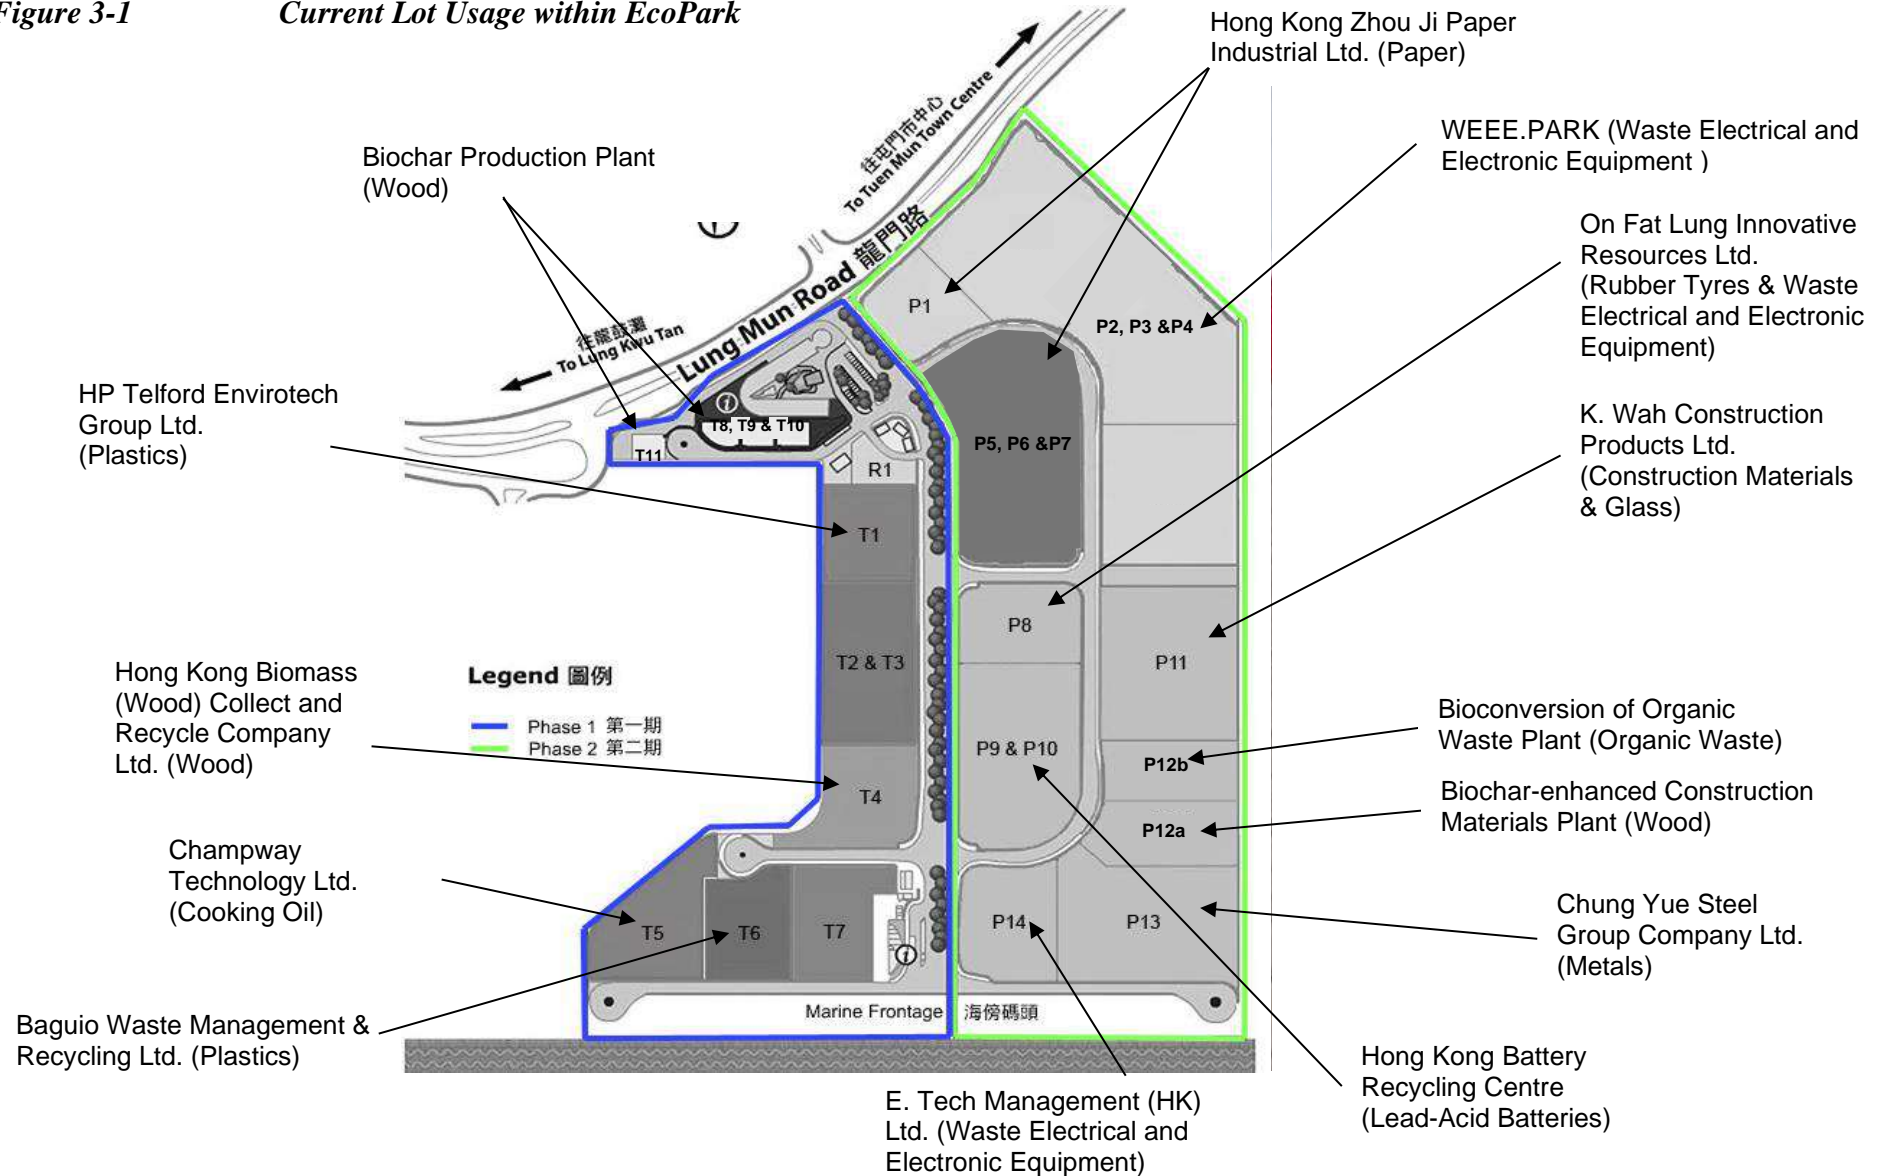 Figure 3-1 Current Lot Usage within EcoPark
Hong Kong Zhou Ji Paper
Industrial Ltd. (Paper)
往屯門市中心
To Tuen Mun Town Centre
WEEE.PARK (Waste Electrical and
Electronic Equipment )
Biochar Production Plant
(Wood)
On Fat Lung Innovative
Resources Ltd.
(Rubber Tyres & Waste
Electrical and Electronic
Equipment)
Lung Mun Road 龍門路
往龍鼓灘
To Lung Kwu Tan
P1
P2, P3 &P4
HP Telford Envirotech
Group Ltd.
(Plastics)
K. Wah Construction
Products Ltd.
(Construction Materials
& Glass)
i
T8, T9 & T10
T11
R1
P5, P6 &P7
T1
P8
T2 & T3
P11
Hong Kong Biomass
(Wood) Collect and
Recycle Company
Ltd. (Wood)
Legend 圖例
Phase 1 第一期
Phase 2 第二期
Bioconversion of Organic
Waste Plant (Organic Waste)
P9 & P10
P12b
T4
Biochar-enhanced Construction
Materials Plant (Wood)
P12a
Champway
Technology Ltd.
(Cooking Oil)
T5
T6
T7
i
P14
P13
Chung Yue Steel
Group Company Ltd.
(Metals)
Marine Frontage 海傍碼頭
Baguio Waste Management &
Recycling Ltd. (Plastics)
Hong Kong Battery
Recycling Centre
(Lead-Acid Batteries)
E. Tech Management (HK)
Ltd. (Waste Electrical and
Electronic Equipment)